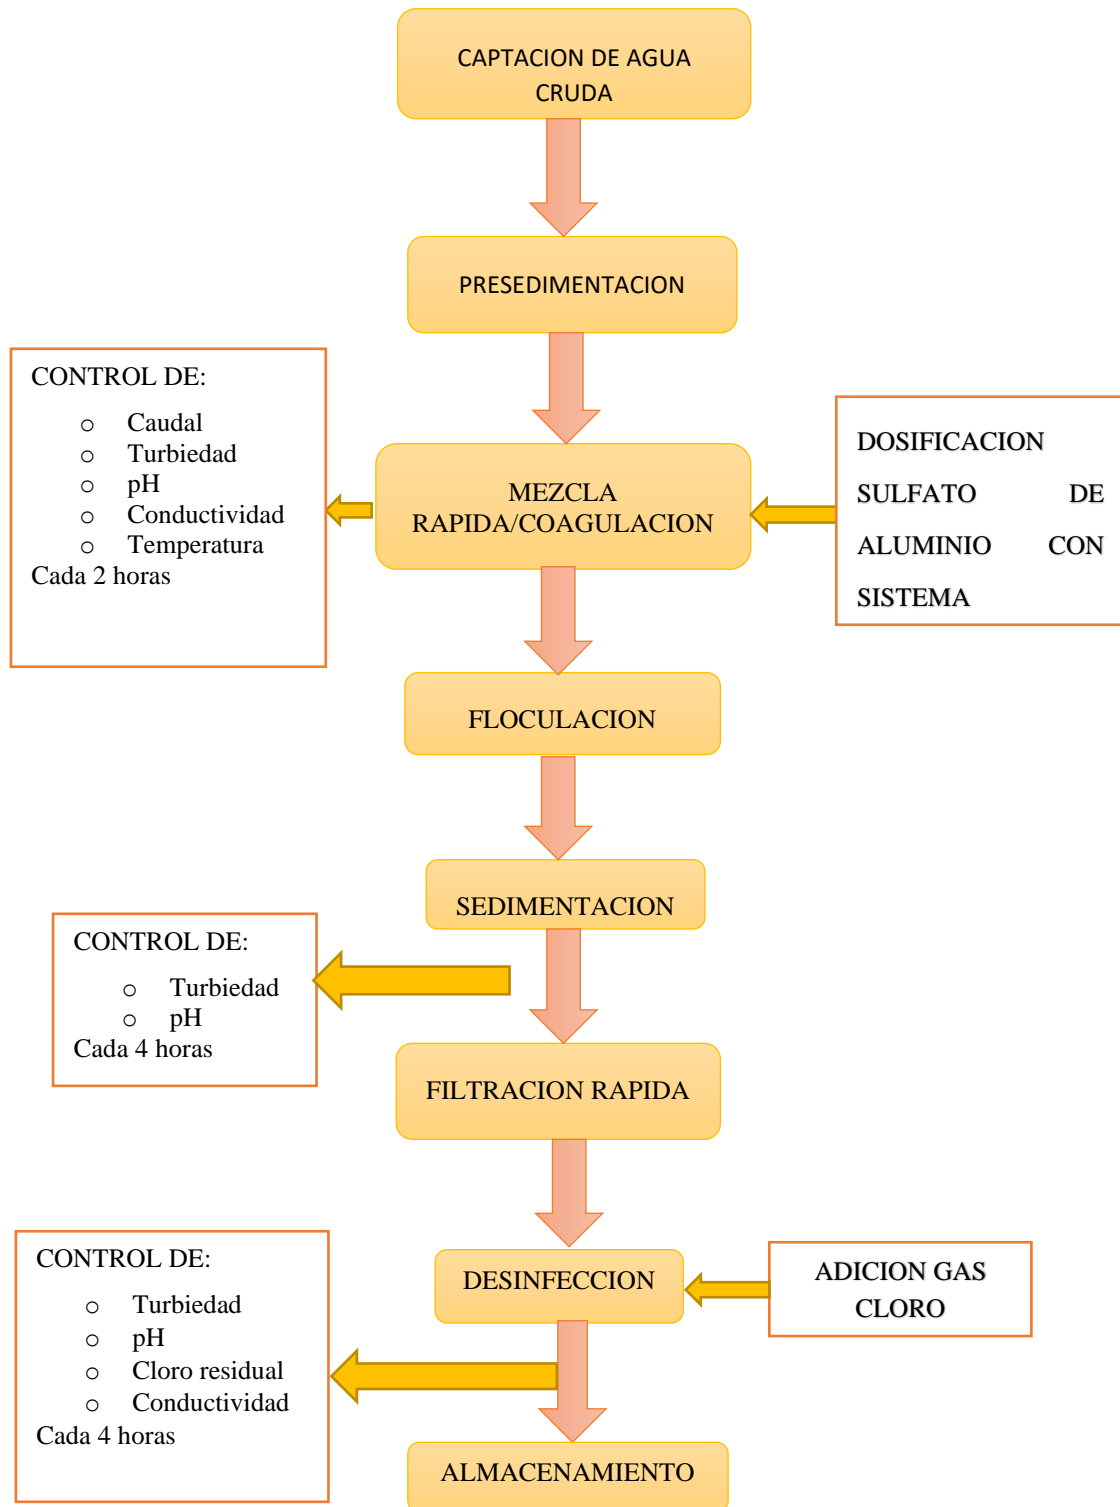 CAPTACION DE AGUA
CRUDA
PRESEDIMENTACION
CONTROL DE:
o Caudal
o Turbiedad
o pH
o Conductividad
o Temperatura
Cada 2 horas
MEZCLA
RAPIDA/COAGULACION
DOSIFICACION
SULFATO DE
ALUMINIO CON
SISTEMA
FLOCULACION
SEDIMENTACION
CONTROL DE:
o Turbiedad
o pH
Cada 4 horas
FILTRACION RAPIDA
DESINFECCION
ADICION GAS
CLORO
CONTROL DE:
o Turbiedad
o pH
o Cloro residual
o Conductividad
Cada 4 horas
ALMACENAMIENTO